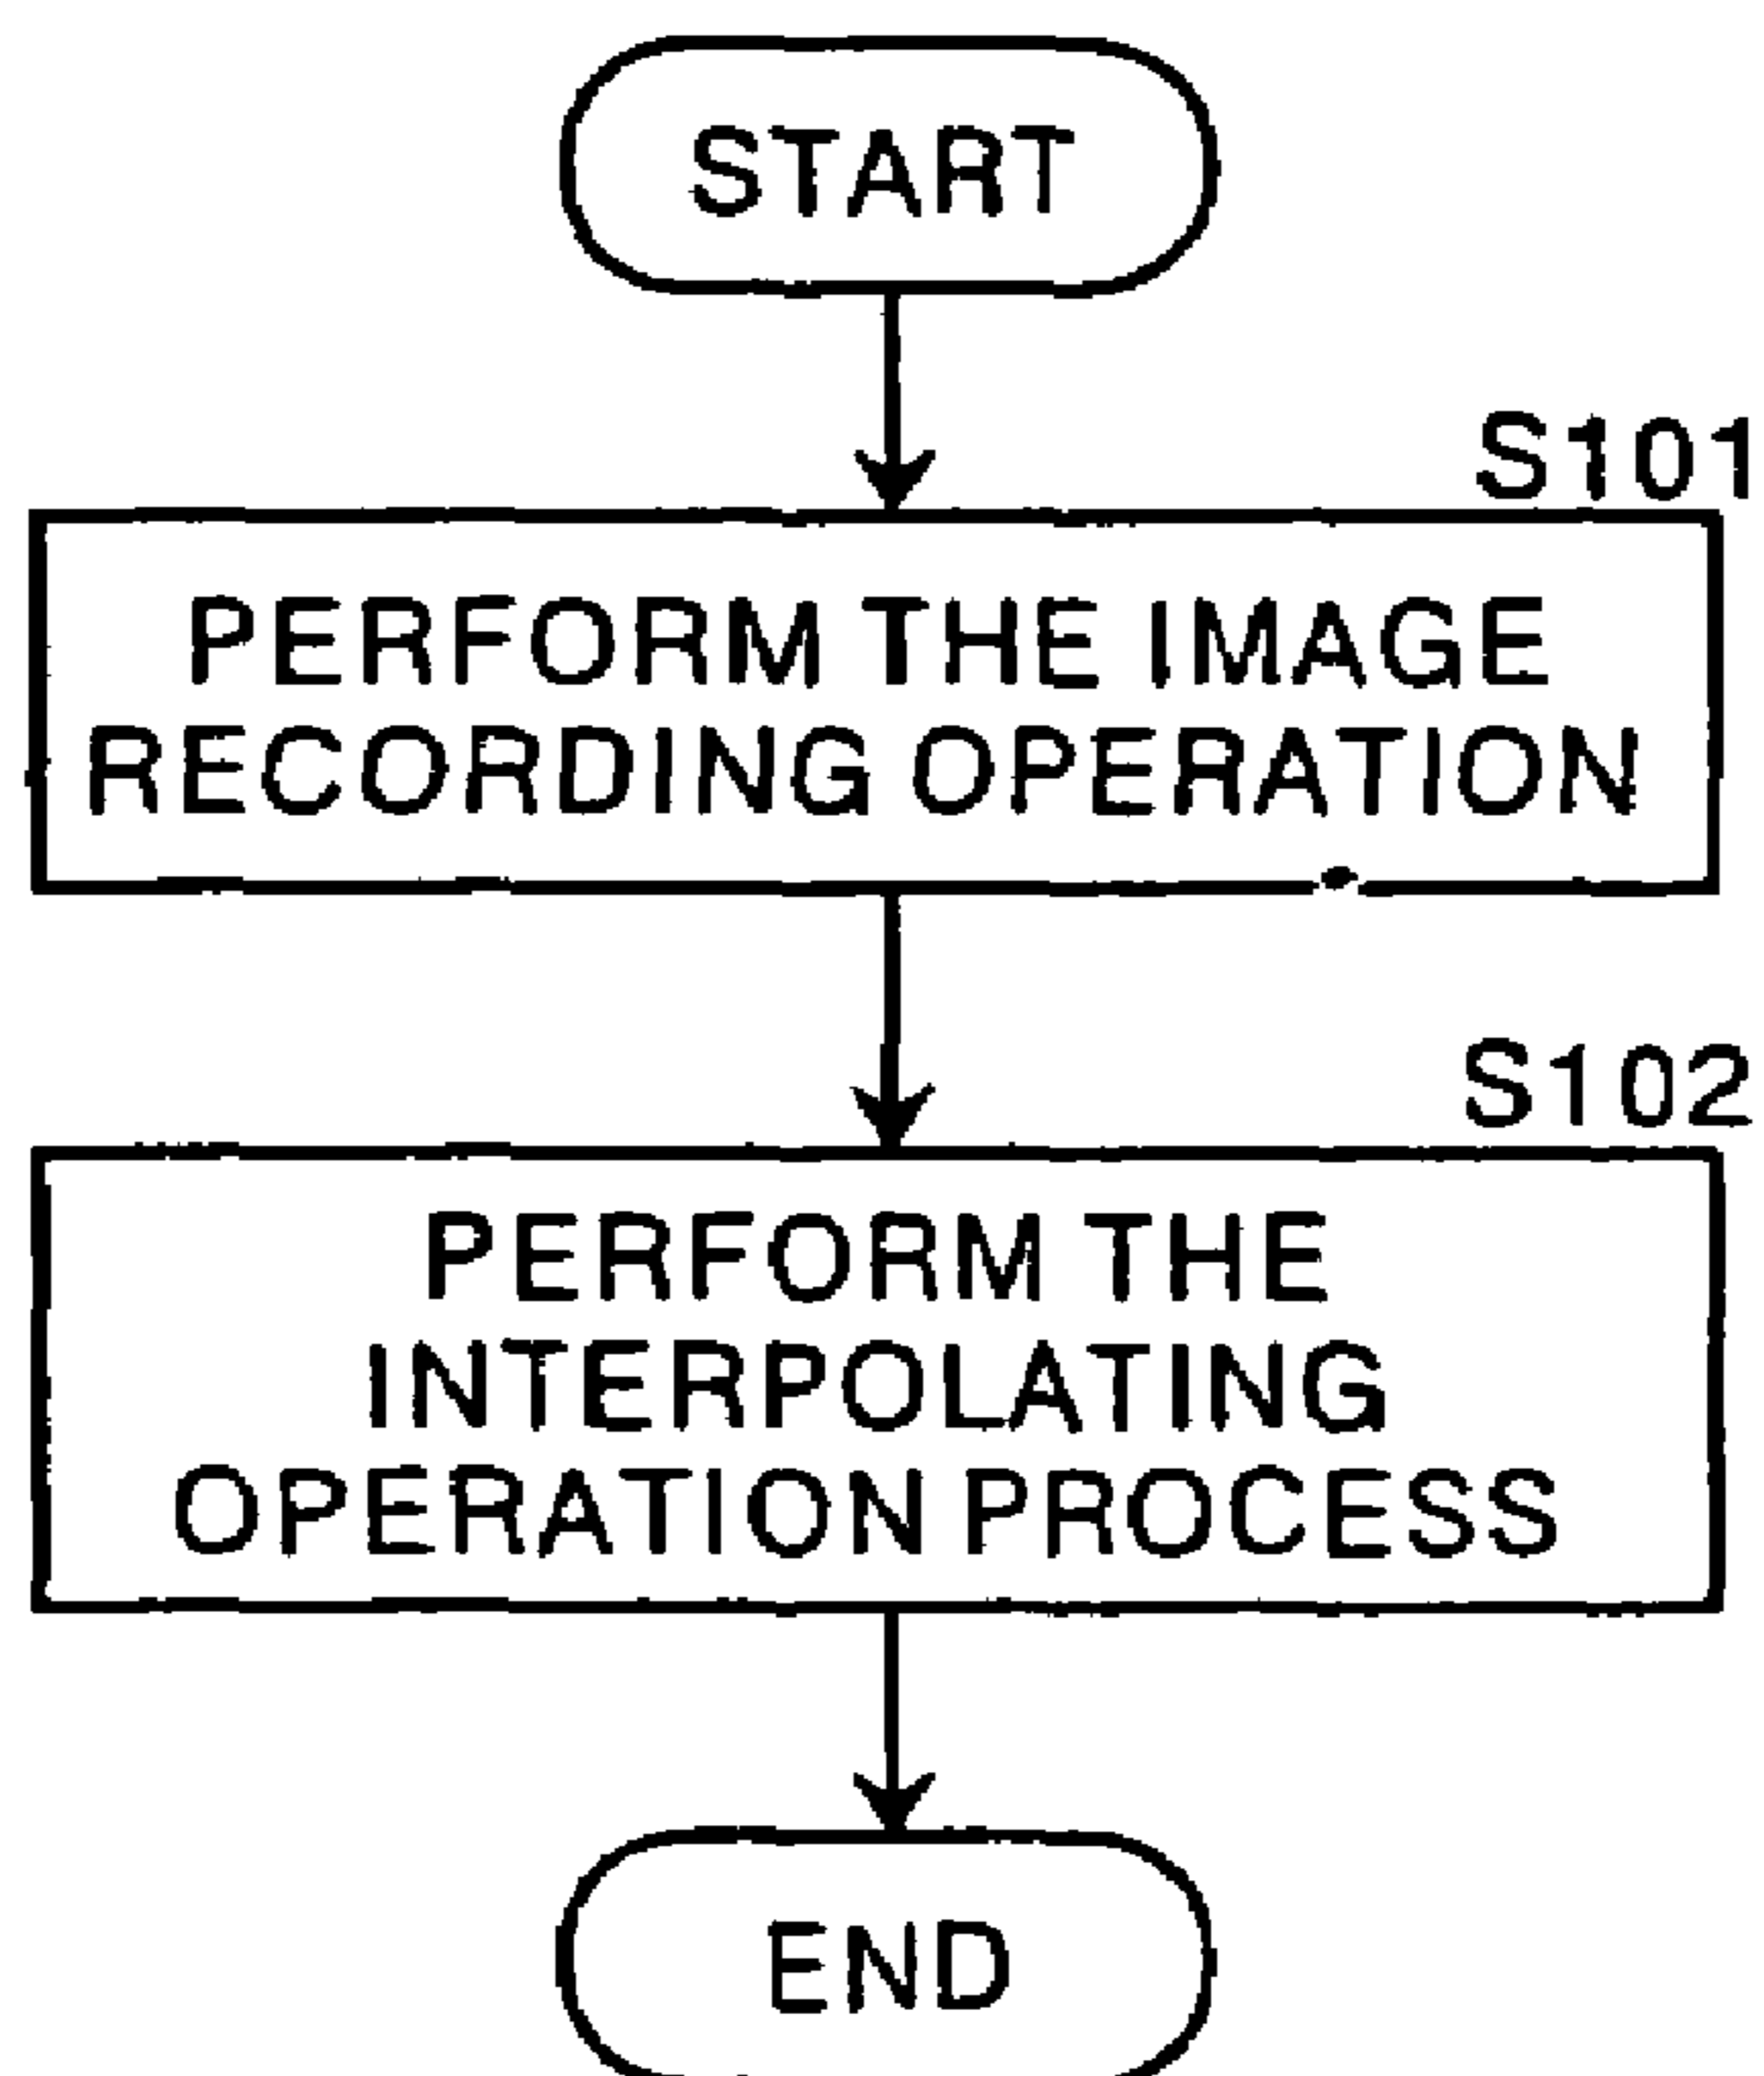 START
S101
PERFORM THE IMAGE
RECORDING OPERATION
S102
PERFORM THE
INTERPOLATING
OPERATION PROCESS
END